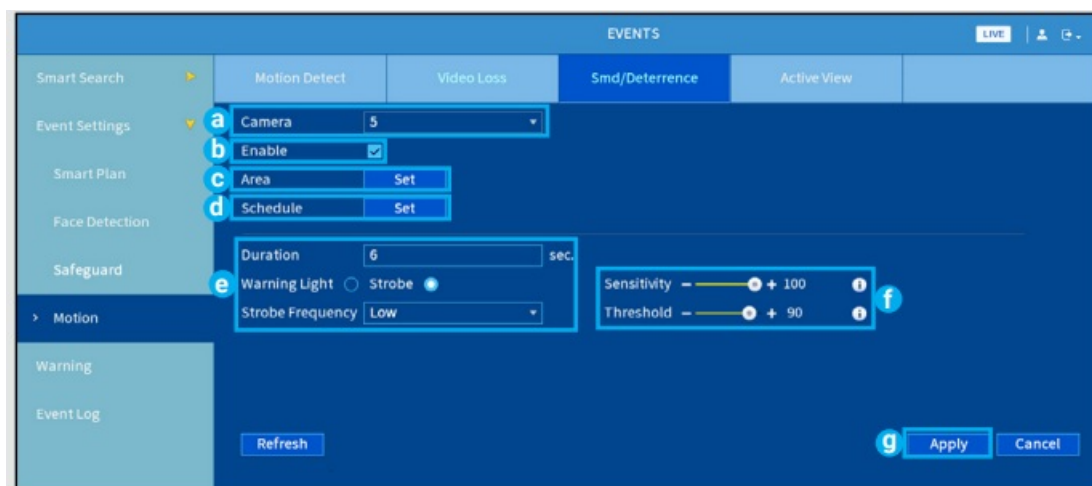 EVENTS LIVE
Smart Search Motion Detect Video Loss Smd/Deterrence Active View
Event Settings a Camera 5
b Enable
Smart Plan c Area Set
d Schedule Set
Face Detection
Safeguard Duration 6 sec.
e Warning Light Strobe Sensitivity - + 100 f
> Motion Strobe Frequency Low Threshold - + 90
Warning
Event Log
Refresh g Apply Cancel